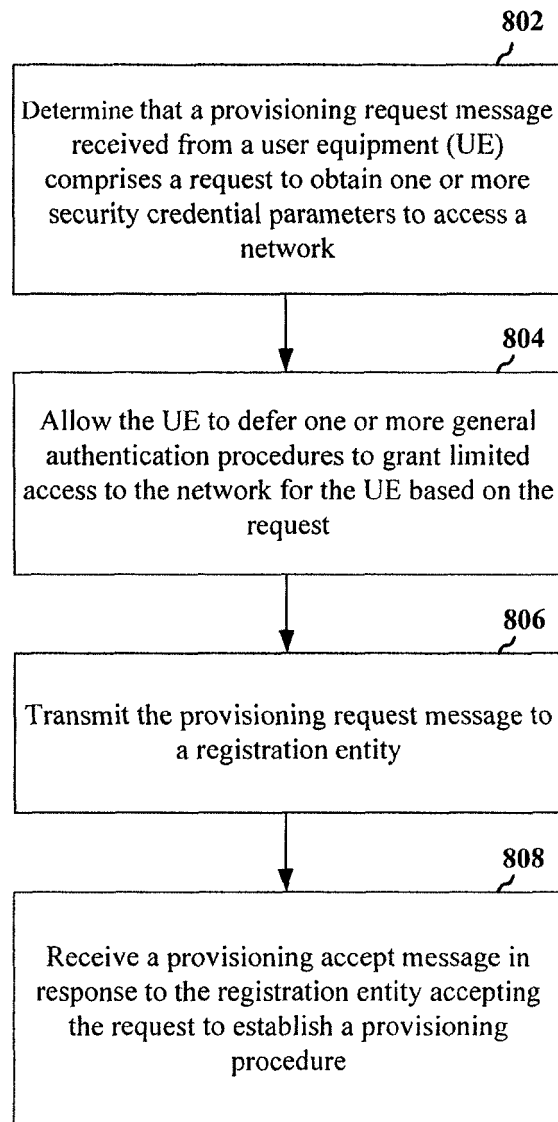 802
Determine that a provisioning request message
received from a user equipment (UE)
comprises a request to obtain one or more
security credential parameters to access a
network
804
Allow the UE to defer one or more general
authentication procedures to grant limited
access to the network for the UE based on the
request
806
Transmit the provisioning request message to
a registration entity
808
Receive a provisioning accept message in
response to the registration entity accepting
the request to establish a provisioning
procedure